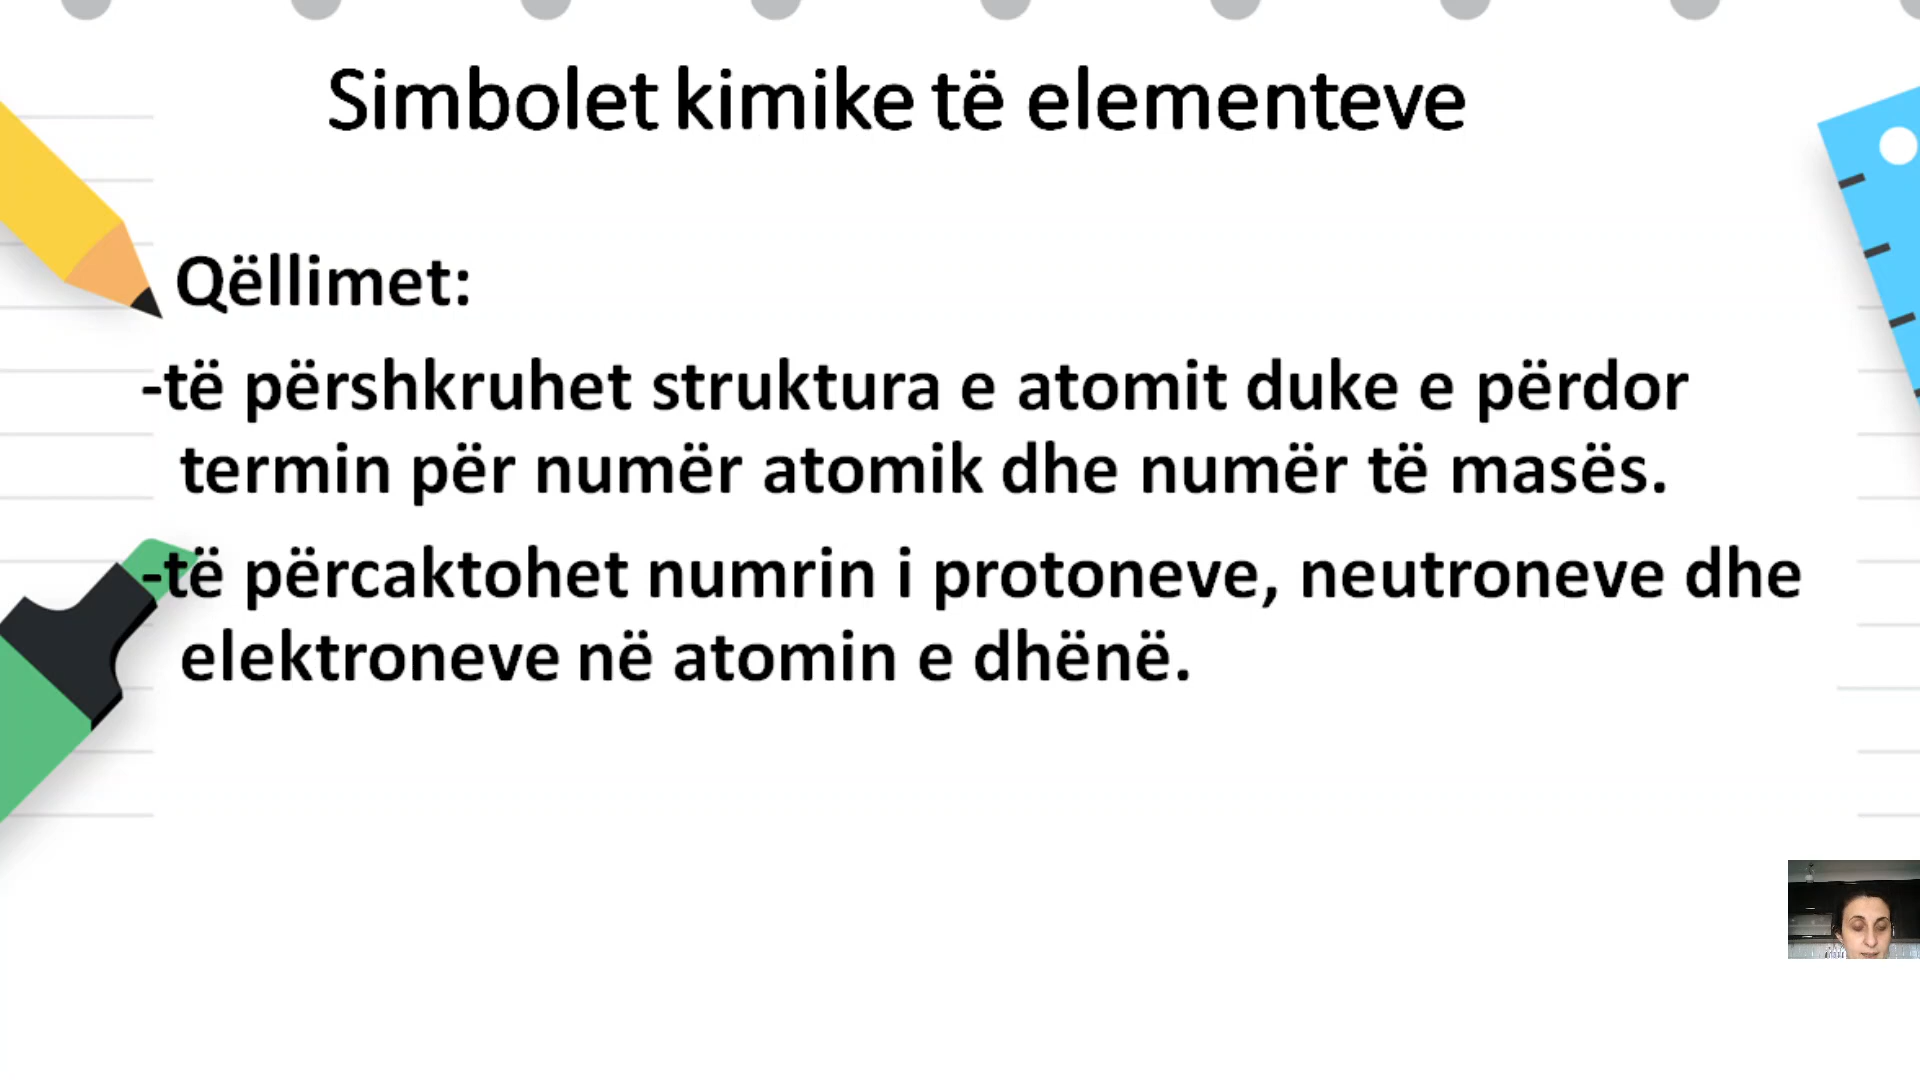 Simbolet kimike të elementeve
Qëllimet:
-të përshkruhet struktura e atomit duke e përdor
termin për numër atomik dhe numër të masës.
-të përcaktohet numrin i protoneve, neutroneve dhe
elektroneve në atomin e dhënë.